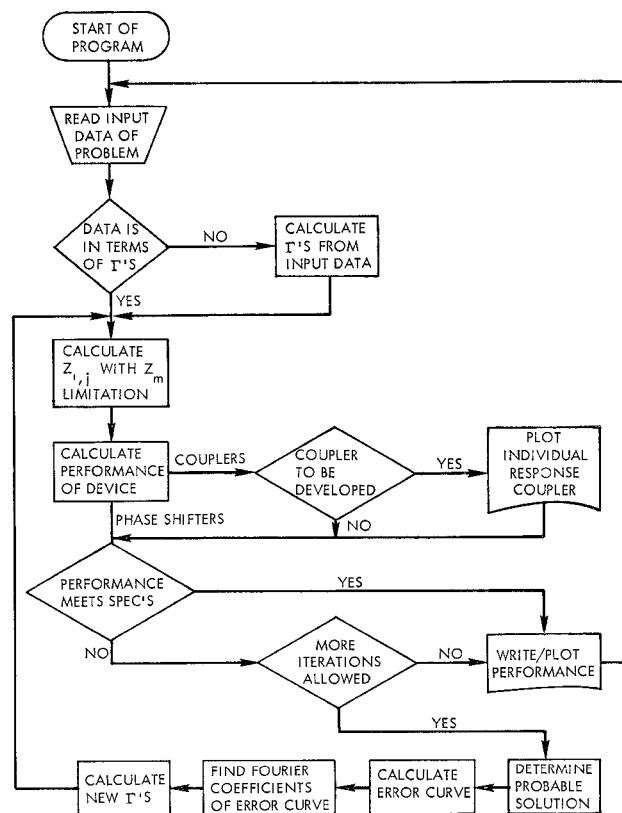 START OF
PROGRAM
READ INPUT
DATA OF
PROBLEM
DATA IS
IN TERMS
OF Γ'S
NO
CALCULATE
Γ'S FROM
INPUT DATA
YES
CALCULATE
Z i,j WITH Z m
LIMITATION
CALCULATE
PERFORMANCE
OF DEVICE
COUPLERS
COUPLER
TO BE
DEVELOPED
YES
PLOT
INDIVIDUAL
RESPONSE
COUPLER
NO
PHASE SHIFTERS
PERFORMANCE
MEETS SPEC'S
YES
NO
MORE
ITERATIONS
ALLOWED
NO
WRITE/PLOT
PERFORMANCE
YES
DETERMINE
PROBABLE
SOLUTION
CALCULATE
ERROR CURVE
FIND FOURIER
COEFFICIENTS
OF ERROR CURVE
CALCULATE
NEW Γ'S